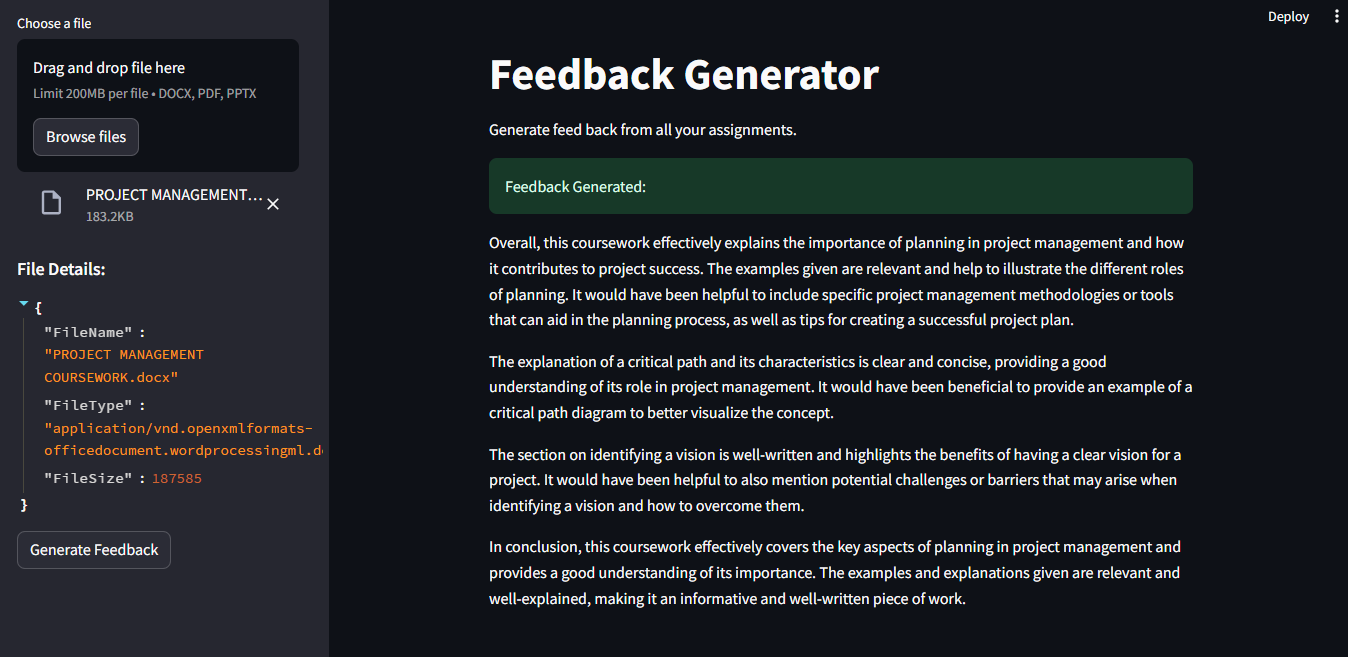 Choose a file
Drag and drop file here
Limit 200MB per file • DOCX, PDF, PPTX
Browse files
PROJECT MANAGEMENT...
183.2KB
File Details:
{
"FileName" :
"PROJECT MANAGEMENT
COURSEWORK.docx"
"FileType" :
"application/vnd.openxmlformats-
officedocument.wordprocessingml.d
"FileSize" : 187585
}
Generate Feedback
Deploy
Feedback Generator
Generate feed back from all your assignments.
Feedback Generated:
Overall, this coursework effectively explains the importance of planning in project management and how
it contributes to project success. The examples given are relevant and help to illustrate the different roles
of planning. It would have been helpful to include specific project management methodologies or tools
that can aid in the planning process, as well as tips for creating a successful project plan.
The explanation of a critical path and its characteristics is clear and concise, providing a good
understanding of its role in project management. It would have been beneficial to provide an example of a
critical path diagram to better visualize the concept.
The section on identifying a vision is well-written and highlights the benefits of having a clear vision for a
project. It would have been helpful to also mention potential challenges or barriers that may arise when
identifying a vision and how to overcome them.
In conclusion, this coursework effectively covers the key aspects of planning in project management and
provides a good understanding of its importance. The examples and explanations given are relevant and
well-explained, making it an informative and well-written piece of work.